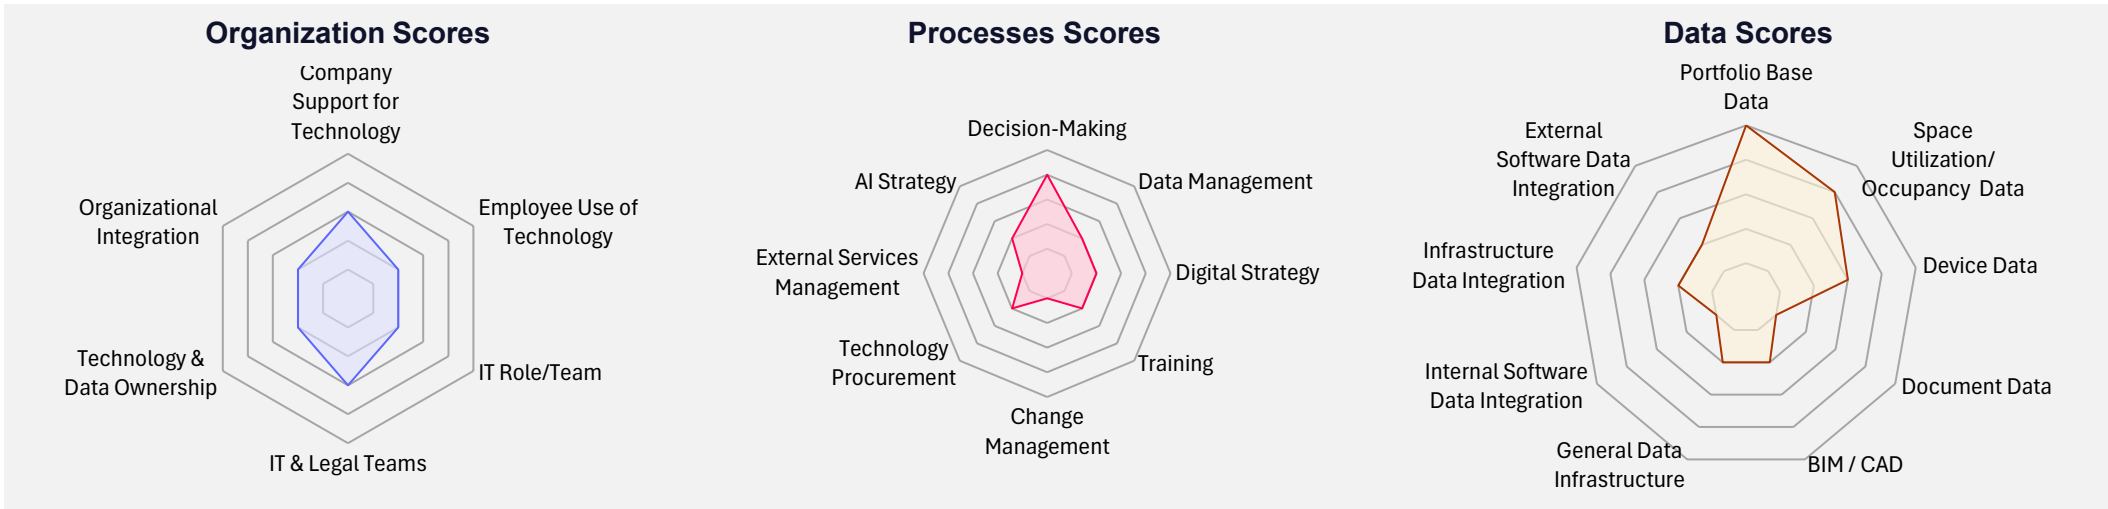 Organization Scores
Company
Support for
Technology
Employee Use of
Technology
IT Role/Team
IT & Legal Teams
Technology &
Data Ownership
Organizational
Integration
Processes Scores
Decision-Making
Data Management
Digital Strategy
Training
Change
Management
Technology
Procurement
External Services
Management
AI Strategy
Data Scores
Portfolio Base
Data
Space
Utilization/
Occupancy Data
Device Data
Document Data
BIM / CAD
General Data
Infrastructure
Internal Software
Data Integration
Infrastructure
Data Integration
External
Software Data
Integration